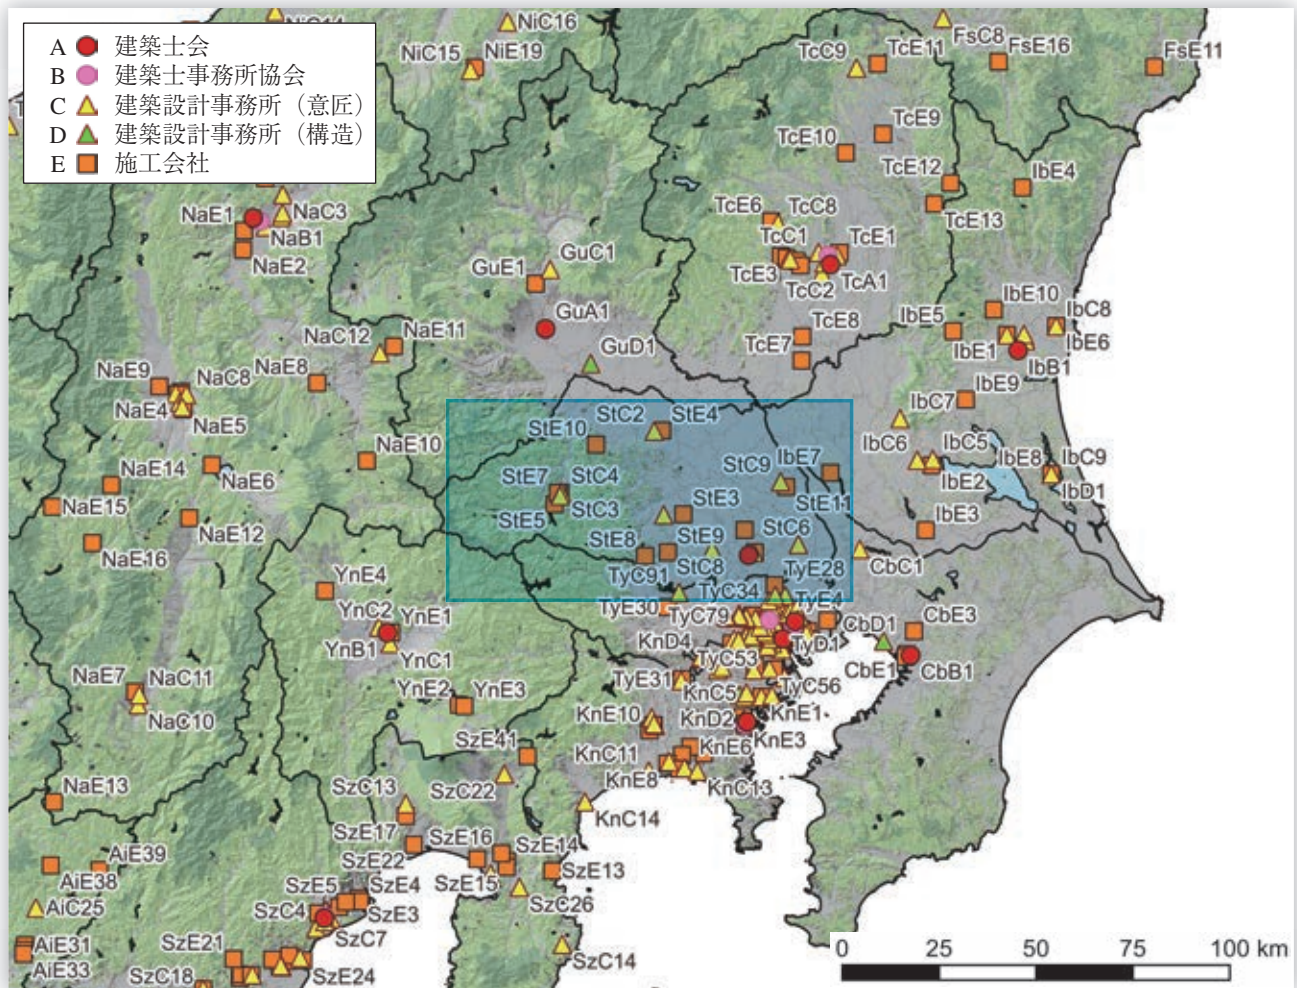 A 建築士会
B 建築士事務所協会
C 建築設計事務所（意匠）
D 建築設計事務所（構造）
E 施工会社
NiC16
NiC15 NiE19
TcC9 TcE11 FsC8 FsE16 FsE11
TcE10 TcE9
TcE12 IbE4
TcE6 TcC8 TcE13
NaE1 NaC3
NaB1
NaE2
GuE1 GuC1
TcC1 TcE1
TcE3 TcA1
TcC2
GuA1
IbE10 IbC8
TcE8 IbE5
NaC12 NaE11
GuD1 TcE7 IbE1 IbE6
IbB1
NaE9 NaC8 NaE8
IbE9
NaE4
NaE5
IbC7
StC2 StE4
StE10
IbC6 IbC5
NaE10
StC9 IbE7 IbE8 IbC9
NaE14 NaE6 StE7 StC4
IbE2 IbD1
NaE15 StC3 StE3 StE11
NaE12 StE5 IbE3
StE9 StC6
NaE16 StE8
StC8 TyE28 CbC1
YnE4 TyC91
TyC34 TyE4
YnC2 YnE1 TyE30 TyC79
CbD1 CbE3
YnB1 YnC1 KnD4 TyD1
TyC53 CbE1 CbB1
NaE7 NaC11
YnE2 YnE3 TyE31 KnC5 TyC56
NaC10
KnE10 KnD2 KnE1
KnE3
SzE41 KnC11 KnE6
NaE13 SzC13 SzC22 KnE8 KnC13
KnC14
SzE17 SzE16 SzE14
AiE39 SzE22
AiE38 SzE15 SzE13
SzE5 SzE4
AiC25 SzC4 SzE3 SzC26
SzC7
AiE31 SzE21
AiE33 SzC18 SzE24 SzC14
0 25 50 75 100 km